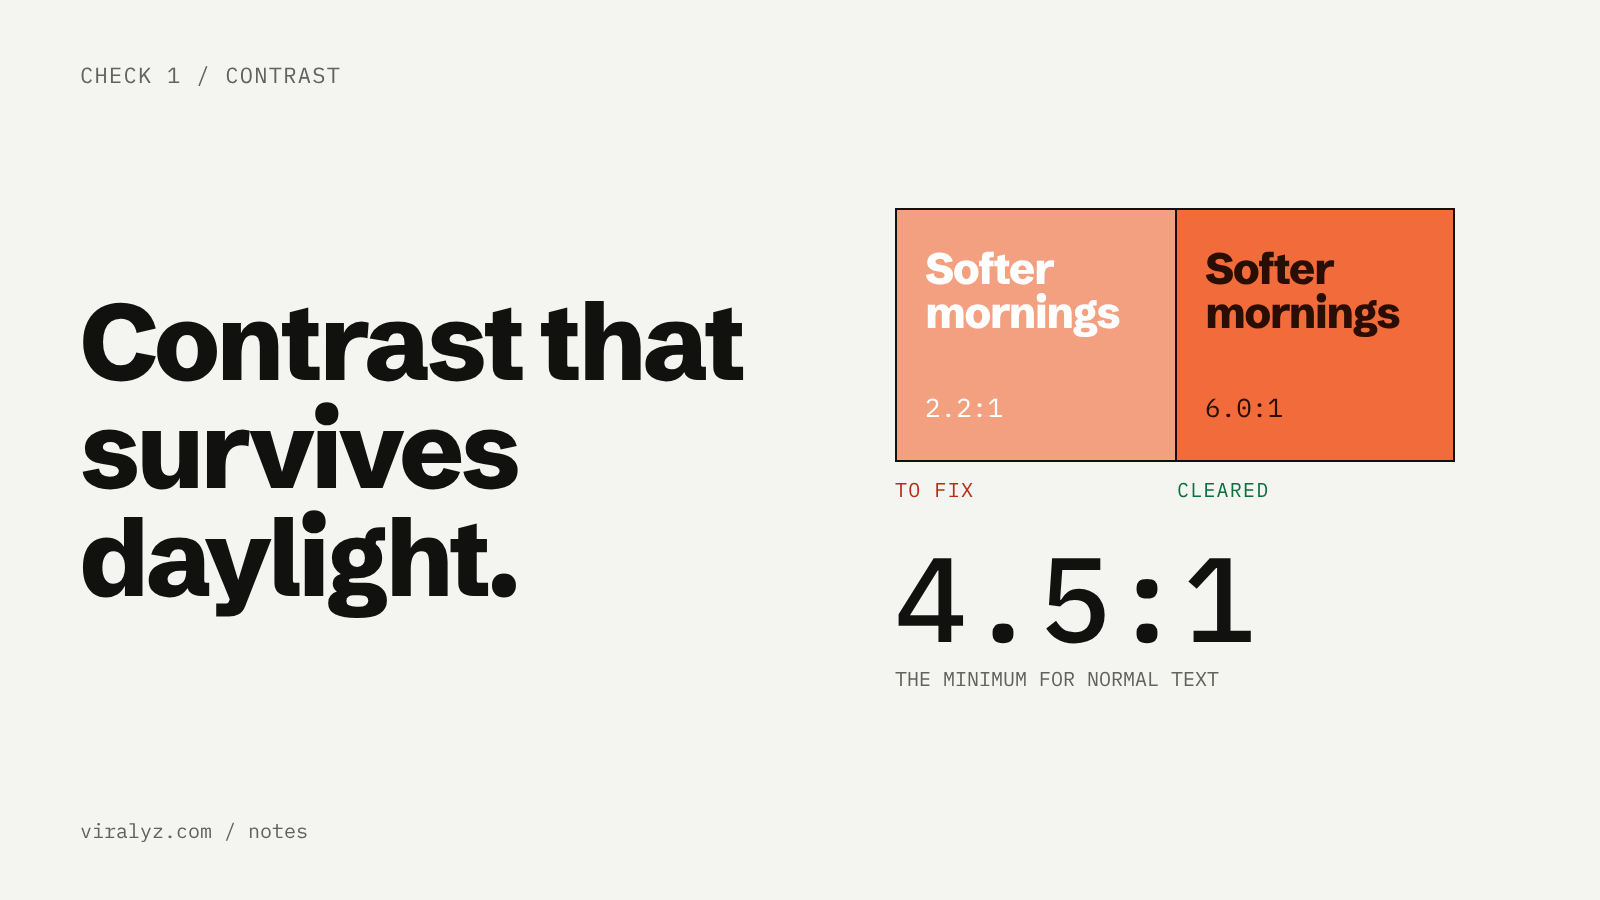 CHECK 1 / CONTRAST
Contrast that
survives
daylight.
Softer
mornings
2.2:1
Softer
mornings
6.0:1
TO FIX
CLEARED
4.5:1
THE MINIMUM FOR NORMAL TEXT
viralyz.com / notes